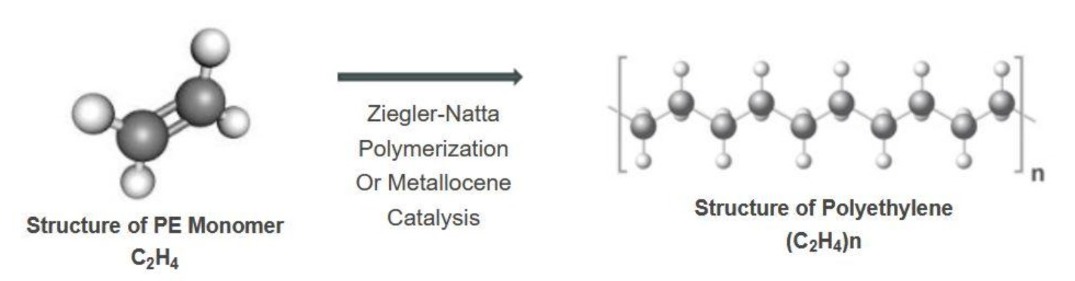 Ziegler-Natta
Polymerization
Or Metallocene
Catalysis
Structure of PE Monomer
C₂H₄
n
Structure of Polyethylene
(C₂H₄)n